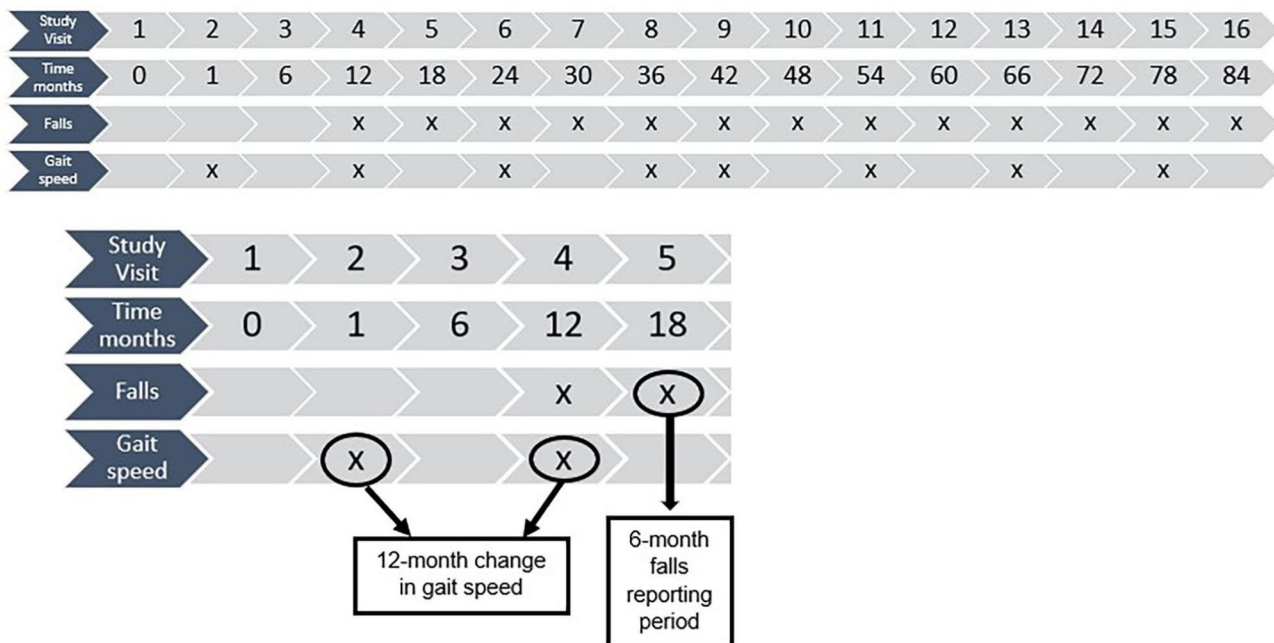 Study Visit 1 2 3 4 5 6 7 8 9 10 11 12 13 14 15 16
Time months 0 1 6 12 18 24 30 36 42 48 54 60 66 72 78 84
Falls x x x x x x x x x x x x x
Gait speed x x x x x x x x
Study Visit 1 2 3 4 5
Time months 0 1 6 12 18
Falls x x
Gait speed x x
12-month change
in gait speed
6-month
falls
reporting
period